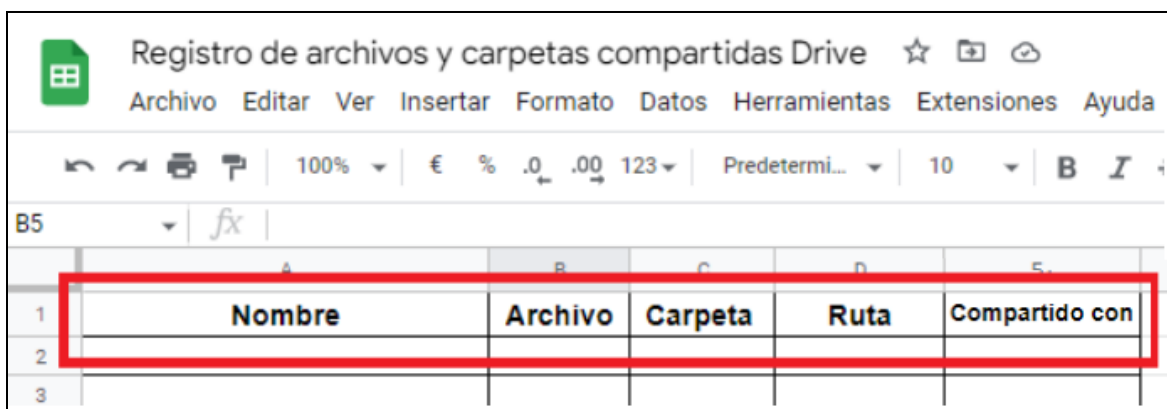 Registro de archivos y carpetas compartidas Drive
Archivo Editar Ver Insertar Formato Datos Herramientas Extensiones Ayuda
100% € % .0 .00 123 Predetermi... 10 B I
B5 fx
A B C D
1 Nombre Archivo Carpeta Ruta Compartido con
2
3